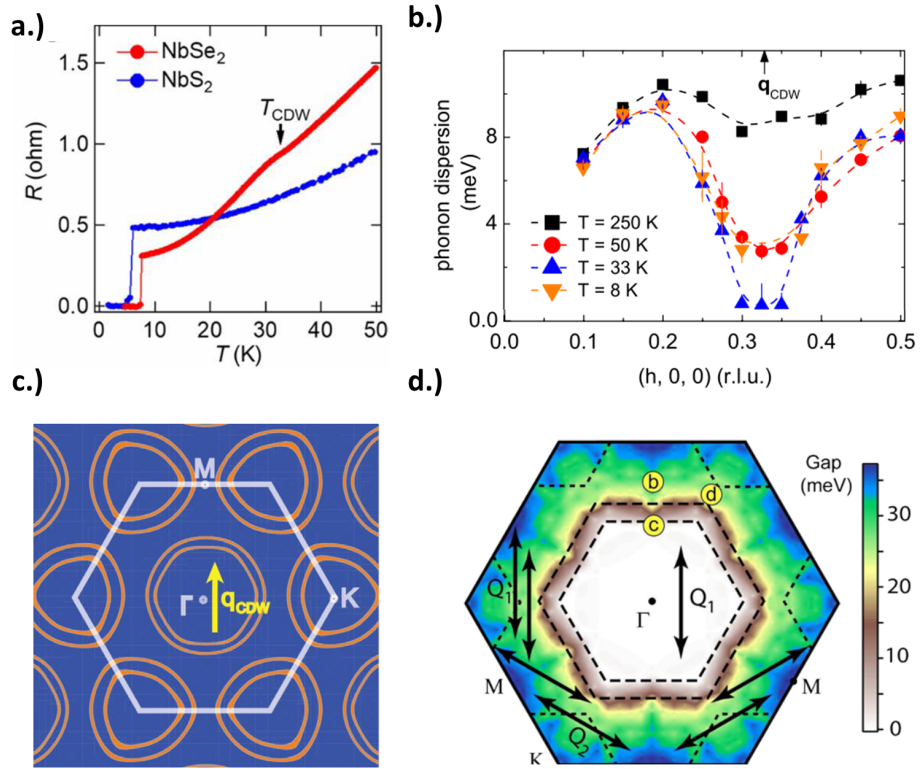 a.)
NbSe2
NbS2
TCDW
R (ohm)
1.5
1.0
0.5
0.0
0 10 20 30 40 50
T (K)
b.)
qCDW
phonon dispersion
(meV)
8
4
0.0
T = 250 K
T = 50 K
T = 33 K
T = 8 K
0.0 0.1 0.2 0.3 0.4 0.5
(h, 0, 0) (r.l.u.)
c.)
M
Γ
qCDW
K
d.)
b
d
c
Q1
Q1
Γ
M
M
Q2
K
Gap
(meV)
30
20
10
0